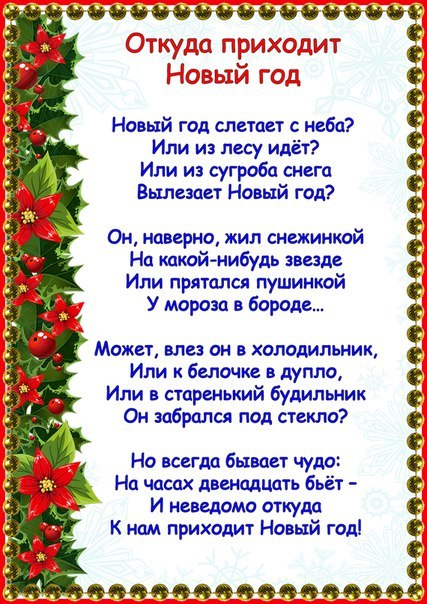 Откуда приходит
Новый год
Новый год слетает с неба?
Или из лесу идёт?
Или из сугроба снега
Вылезает Новый год?
Он, наверно, жил снежинкой
На какой-нибудь звезде
Или прятался пушинкой
У мороза в бороде...
Может, влез он в холодильник,
Или к белочке в дупло,
Или в старенький будильник
Он забрался под стекло?
Но всегда бывает чудо:
На часах двенадцать бьёт –
И неведомо откуда
К нам приходит Новый год!